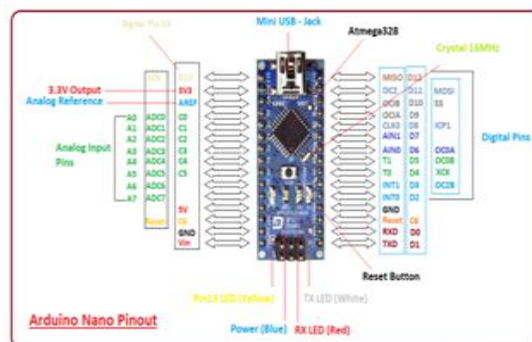 Digital Pin 13
Mini USB - Jack
Atmega328
Crystal 16MHz
3.3V Output
Analog Reference
Analog Input
Pins
A0
A1
A2
A3
A4
A5
A6
A7
ADC0
ADC1
ADC2
ADC3
ADC4
ADC5
ADC6
ADC7
Reset
D13
3V3
AREF
C0
C1
C2
C3
C4
C5
5V
C6
GND
Vin
MISO D12
OC2 D11
OC1B D10
OC1A D9
CLK0 D8
AIN1 D7
AIN0 D6
T1 D5
T0 D4
INT1 D3
INT0 D2
GND
Reset C6
RXD D0
TXD D1
MOSI
SS
ICP1
OC0A
OC0B
XCK
OC2B
Digital Pins
Reset Button
Pin13 LED (Yellow)
TX LED (White)
Power (Blue)
RX LED (Red)
Arduino Nano Pinout